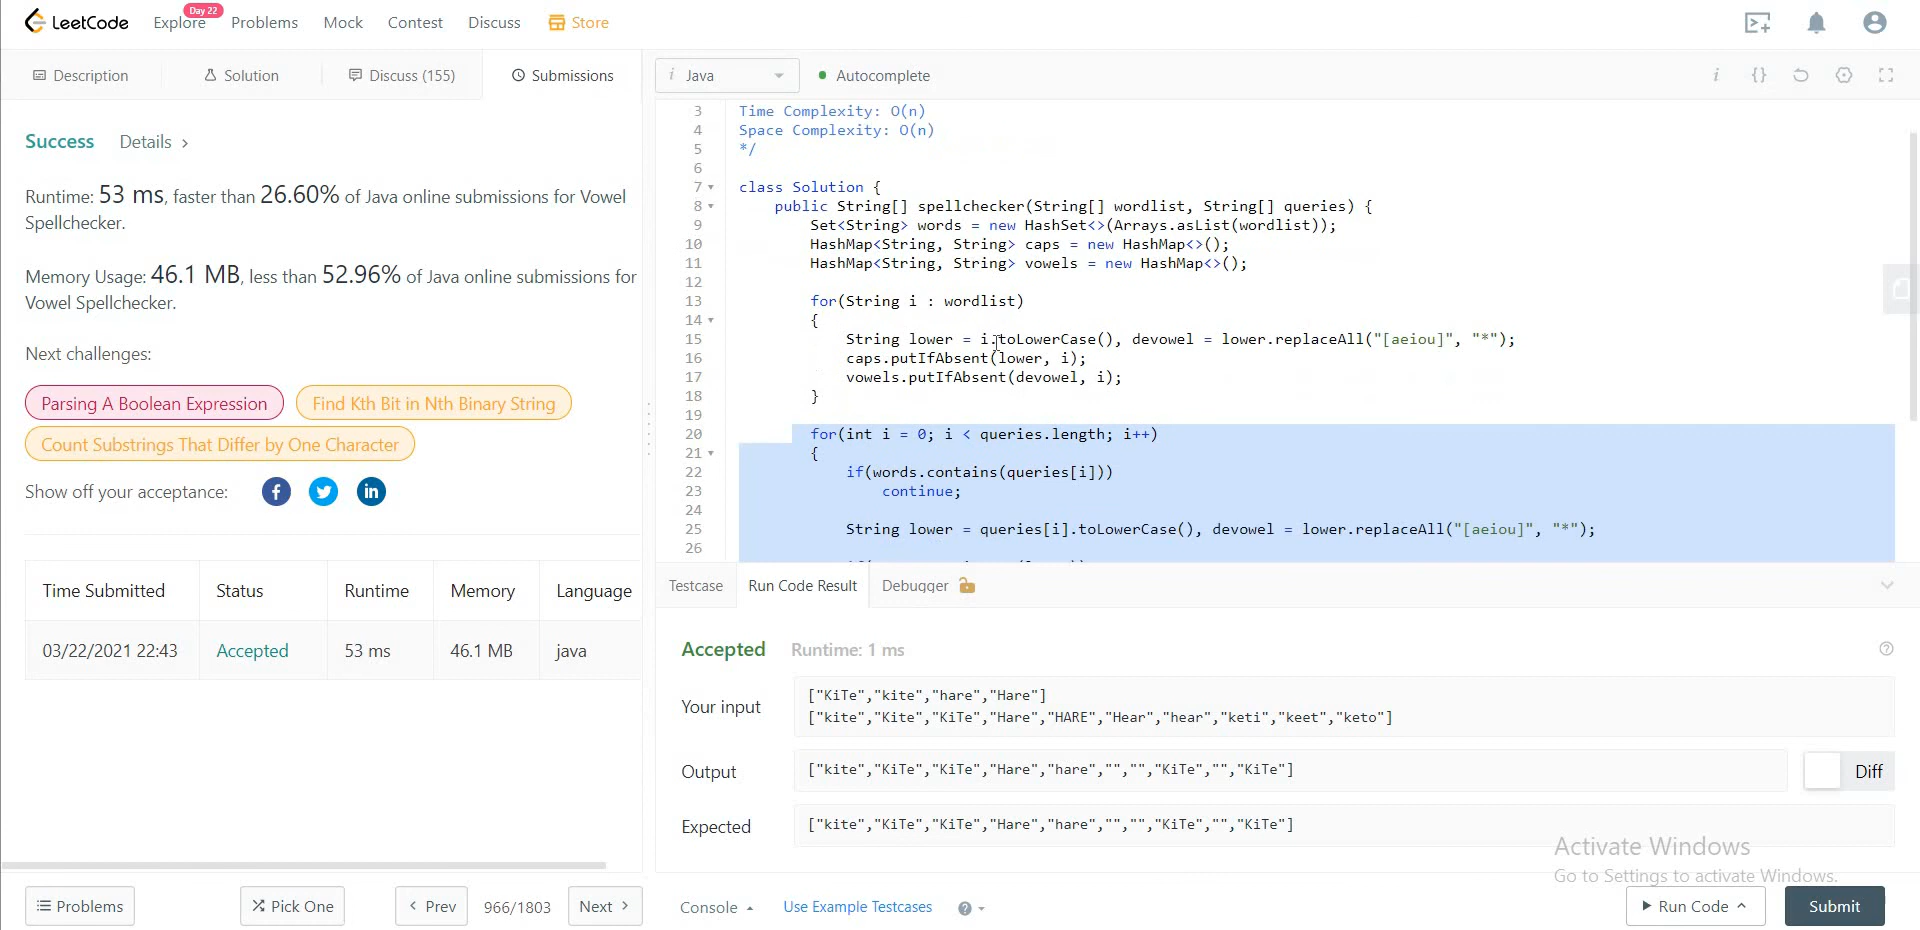 LeetCode
Explore
Day 22
Problems
Mock
Contest
Discuss
Store
Description
Solution
Discuss (155)
Submissions
Success
Details >
Runtime: 53 ms, faster than 26.60% of Java online submissions for Vowel
Spellchecker.
Memory Usage: 46.1 MB, less than 52.96% of Java online submissions for
Vowel Spellchecker.
Next challenges:
Parsing A Boolean Expression
Find Kth Bit in Nth Binary String
Count Substrings That Differ by One Character
Show off your acceptance:
Time Submitted Status Runtime Memory Language
03/22/2021 22:43 Accepted 53 ms 46.1 MB java
Problems
Pick One
< Prev
966/1803
Next >
i Java
Autocomplete
i {}
3 Time Complexity: O(n)
4 Space Complexity: O(n)
5 */
6
7 class Solution {
8 public String[] spellchecker(String[] wordlist, String[] queries) {
9 Set<String> words = new HashSet<>(Arrays.asList(wordlist));
10 HashMap<String, String> caps = new HashMap<>();
11 HashMap<String, String> vowels = new HashMap<>();
12
13 for(String i : wordlist)
14 {
15 String lower = i.toLowerCase(), devowel = lower.replaceAll("[aeiou]", "*");
16 caps.putIfAbsent(lower, i);
17 vowels.putIfAbsent(devowel, i);
18 }
19
20 for(int i = 0; i < queries.length; i++)
21 {
22 if(words.contains(queries[i]))
23 continue;
24
25 String lower = queries[i].toLowerCase(), devowel = lower.replaceAll("[aeiou]", "*");
26
Testcase
Run Code Result
Debugger
Accepted
Runtime: 1 ms
Your input
["KiTe","kite","hare","Hare"]
["kite","Kite","KiTe","Hare","HARE","Hear","hear","keti","keet","keto"]
Output
["kite","KiTe","KiTe","Hare","hare","","","KiTe","","KiTe"]
Diff
Expected
["kite","KiTe","KiTe","Hare","hare","","","KiTe","","KiTe"]
Activate Windows
Go to Settings to activate Windows.
Console
Use Example Testcases
Run Code
Submit